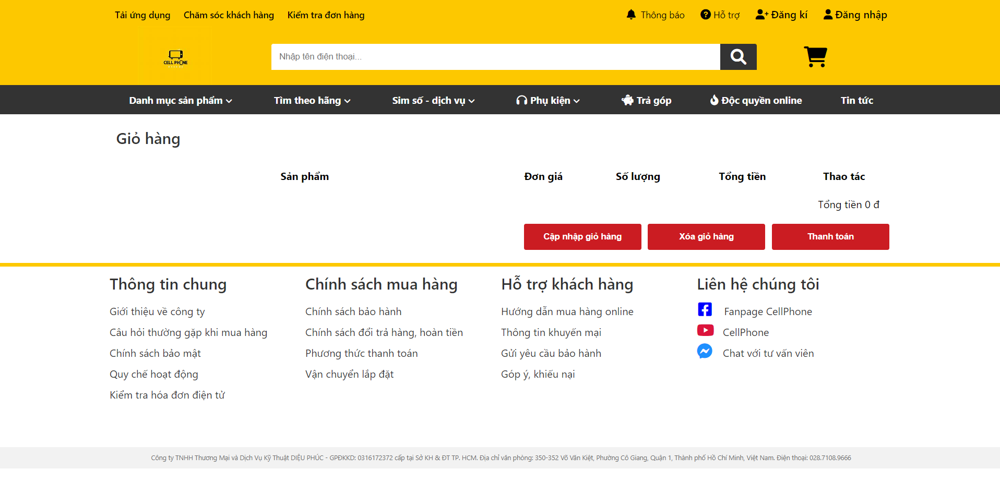 Tải ứng dụng Chăm sóc khách hàng Kiểm tra đơn hàng Thông báo Hỗ trợ Đăng kí Đăng nhập
CELL PHONE
Nhập tên điện thoại...
Danh mục sản phẩm Tìm theo hãng Sim số - dịch vụ Phụ kiện Trả góp Độc quyền online Tin tức
Giỏ hàng
Sản phẩm Đơn giá Số lượng Tổng tiền Thao tác
Tổng tiền 0 đ
Cập nhập giỏ hàng Xóa giỏ hàng Thanh toán
Thông tin chung
Giới thiệu về công ty
Câu hỏi thường gặp khi mua hàng
Chính sách bảo mật
Quy chế hoạt động
Kiểm tra hóa đơn điện tử
Chính sách mua hàng
Chính sách bảo hành
Chính sách đổi trả hàng, hoàn tiền
Phương thức thanh toán
Vận chuyển lắp đặt
Hỗ trợ khách hàng
Hướng dẫn mua hàng online
Thông tin khuyến mại
Gửi yêu cầu bảo hành
Góp ý, khiếu nại
Liên hệ chúng tôi
Fanpage CellPhone
CellPhone
Chat với tư vấn viên
Công ty TNHH Thương Mại và Dịch Vụ Kỹ Thuật DIỆU PHÚC - GPĐKKD: 0316172372 cấp tại Sở KH & ĐT TP. HCM. Địa chỉ văn phòng: 350-352 Võ Văn Kiệt, Phường Cô Giang, Quận 1, Thành phố Hồ Chí Minh, Việt Nam. Điện thoại: 028.7108.9666